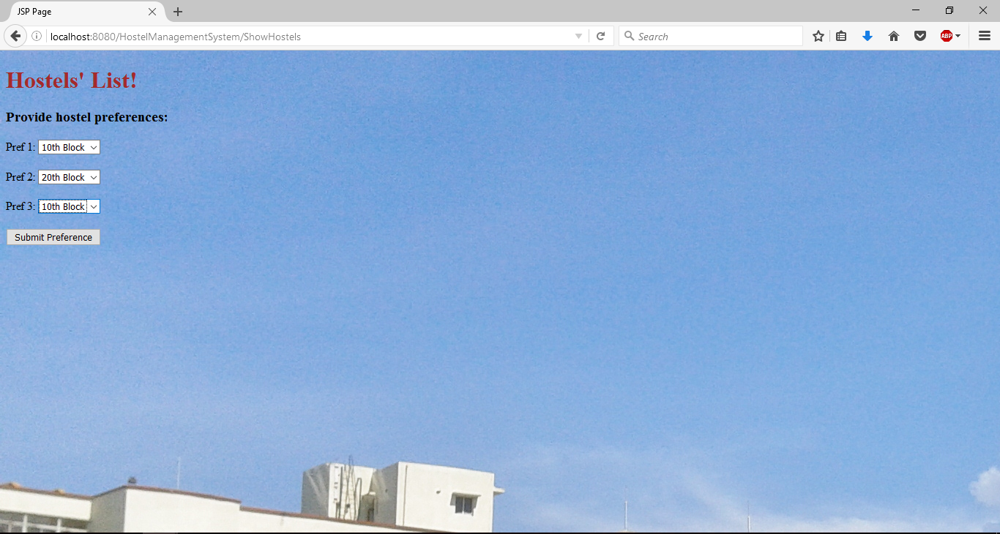 JSP Page
localhost:8080/HostelManagementSystem/ShowHostels
Search
ABP
Hostels' List!
Provide hostel preferences:
Pref 1: 10th Block
Pref 2: 20th Block
Pref 3: 10th Block
Submit Preference